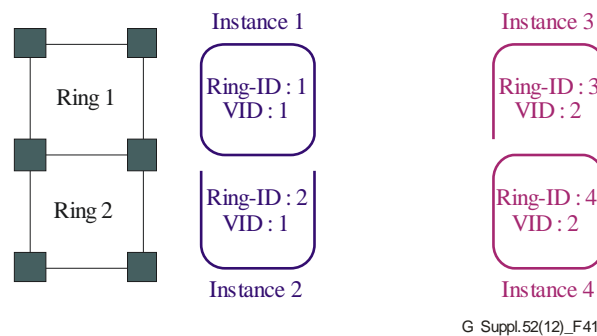 Instance 1
Instance 3
Ring 1
Ring-ID : 1
VID : 1
Ring-ID : 3
VID : 2
Ring 2
Ring-ID : 2
VID : 1
Ring-ID : 4
VID : 2
Instance 2
Instance 4
G Suppl.52(12)_F41